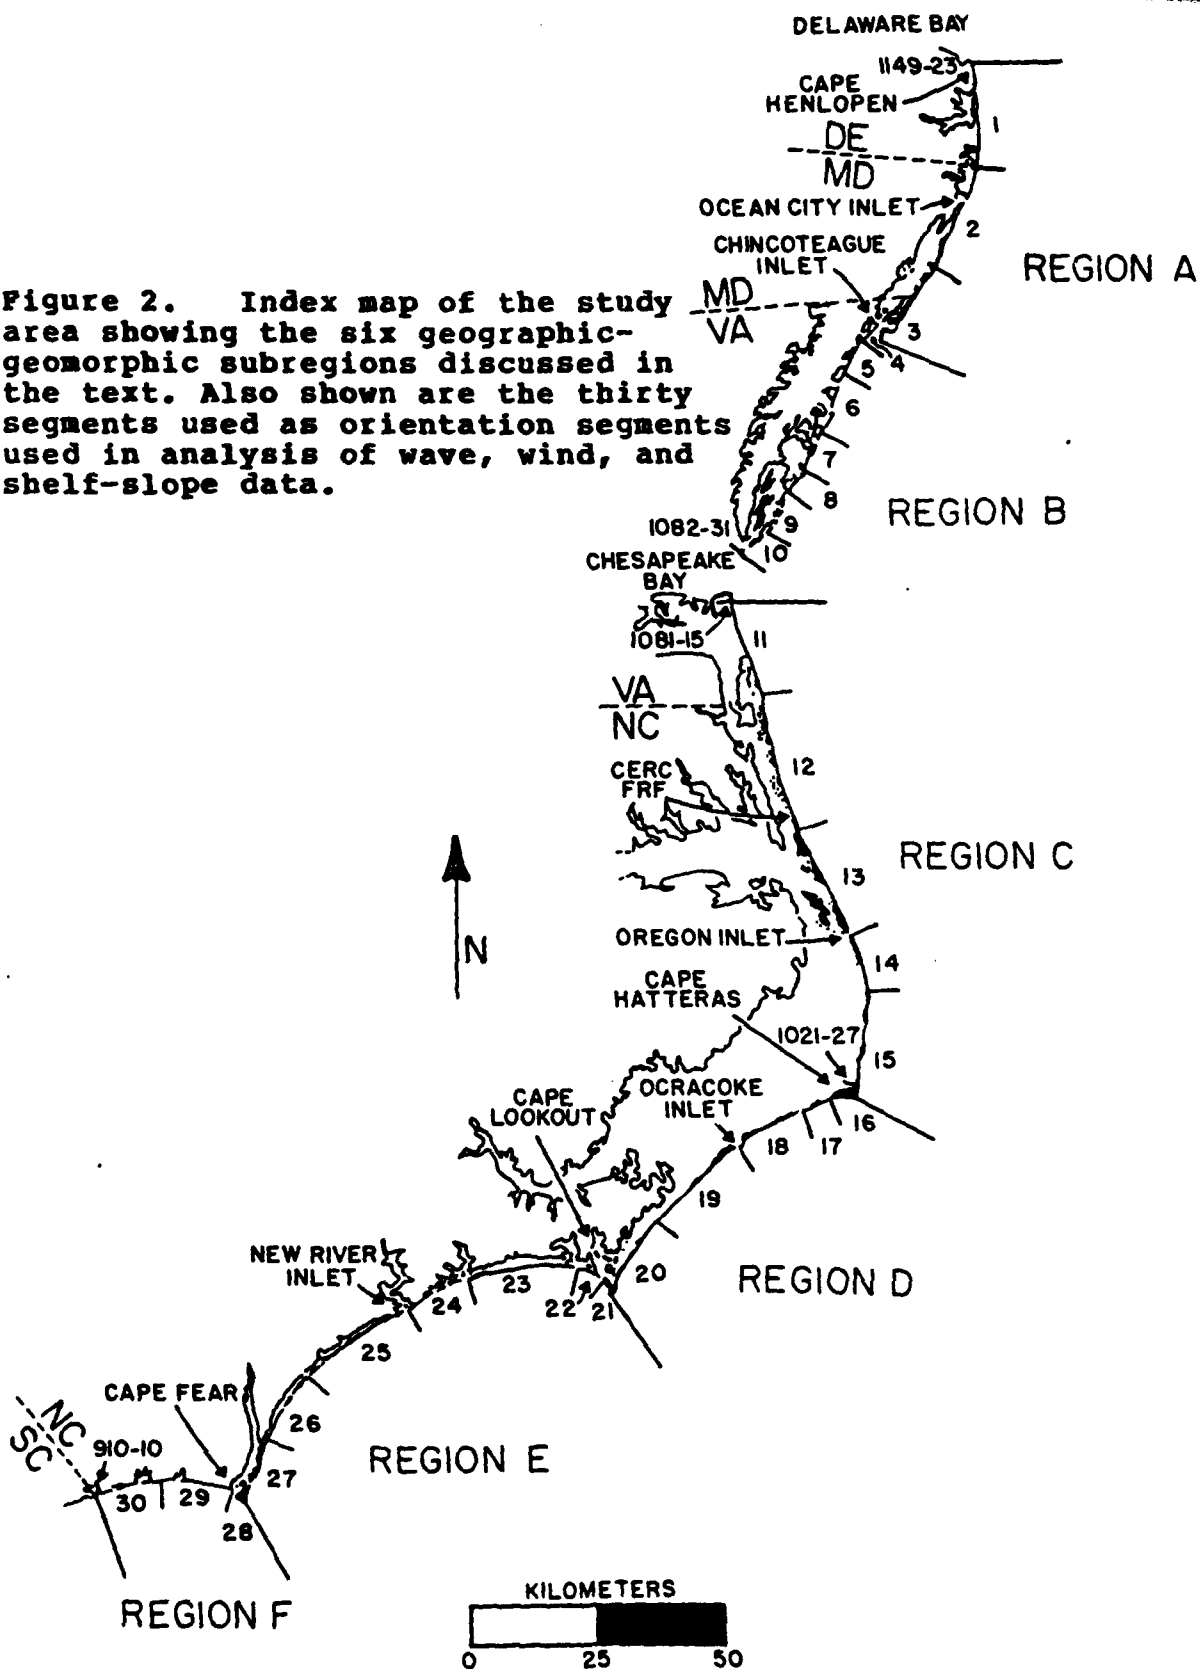 DELAWARE BAY
1149-23
CAPE
HENLOPEN
1
DE
MD
OCEAN CITY INLET
2
CHINCOTEAGUE
INLET
REGION A
MD
VA
3
4
5
6
7
8
9
10
Figure 2. Index map of the study
area showing the six geographic-
geomorphic subregions discussed in
the text. Also shown are the thirty
segments used as orientation segments
used in analysis of wave, wind, and
shelf-slope data.
REGION B
1082-31
CHESAPEAKE
BAY
1081-15
11
VA
NC
12
CERC
FRF
REGION C
13
N
OREGON INLET
14
CAPE
HATTERAS
1021-27
15
OCRACOKE
INLET
16
17
18
CAPE
LOOKOUT
19
20
REGION D
NEW RIVER
INLET
21
22
23
24
25
CAPE FEAR
26
NC
SC
910-10
27
REGION E
28
29
30
REGION F
KILOMETERS
0 25 50